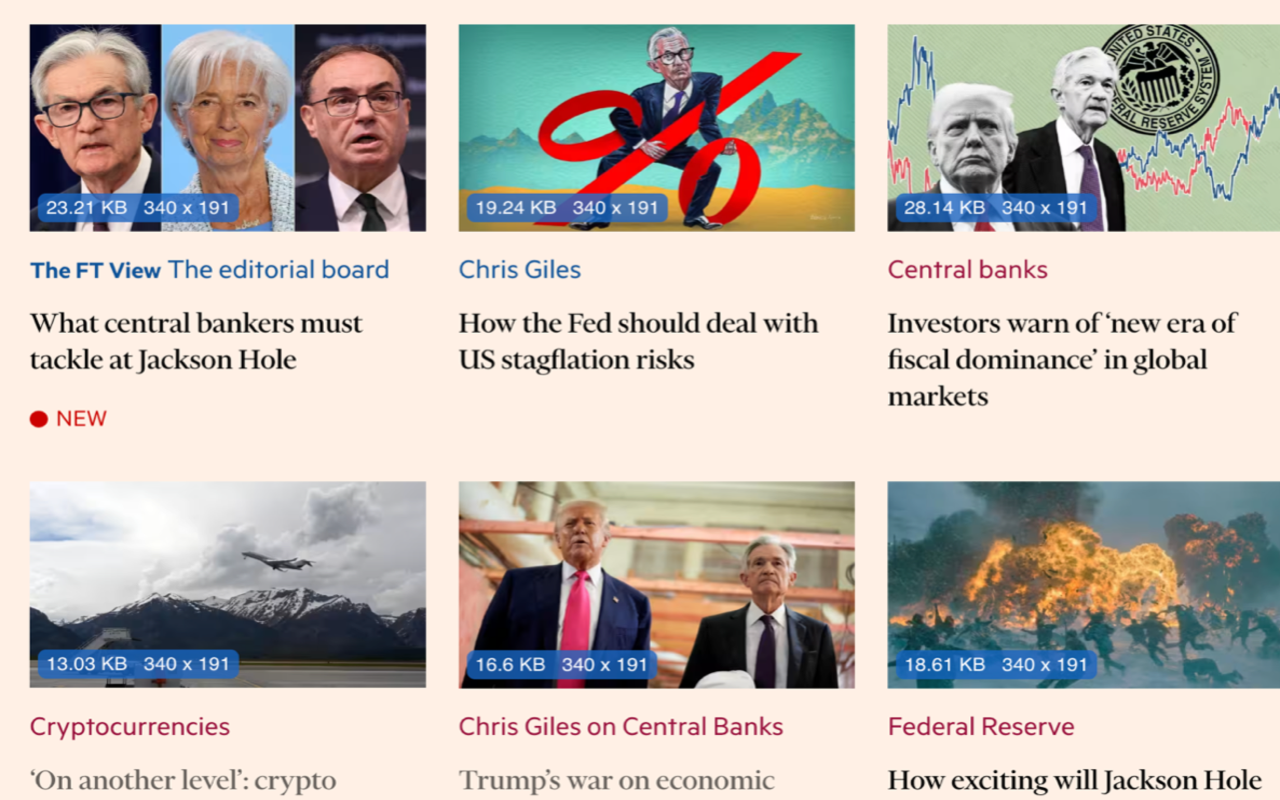 23.21 KB 340 x 191
19.24 KB 340 x 191
UNITED STATES
FEDERAL RESERVE SYSTEM
28.14 KB 340 x 191
The FT View The editorial board
What central bankers must
tackle at Jackson Hole
NEW
Chris Giles
How the Fed should deal with
US stagflation risks
Central banks
Investors warn of ‘new era of
fiscal dominance’ in global
markets
13.03 KB 340 x 191
16.6 KB 340 x 191
18.61 KB 340 x 191
Cryptocurrencies
‘On another level’: crypto
Chris Giles on Central Banks
Trump’s war on economic
Federal Reserve
How exciting will Jackson Hole